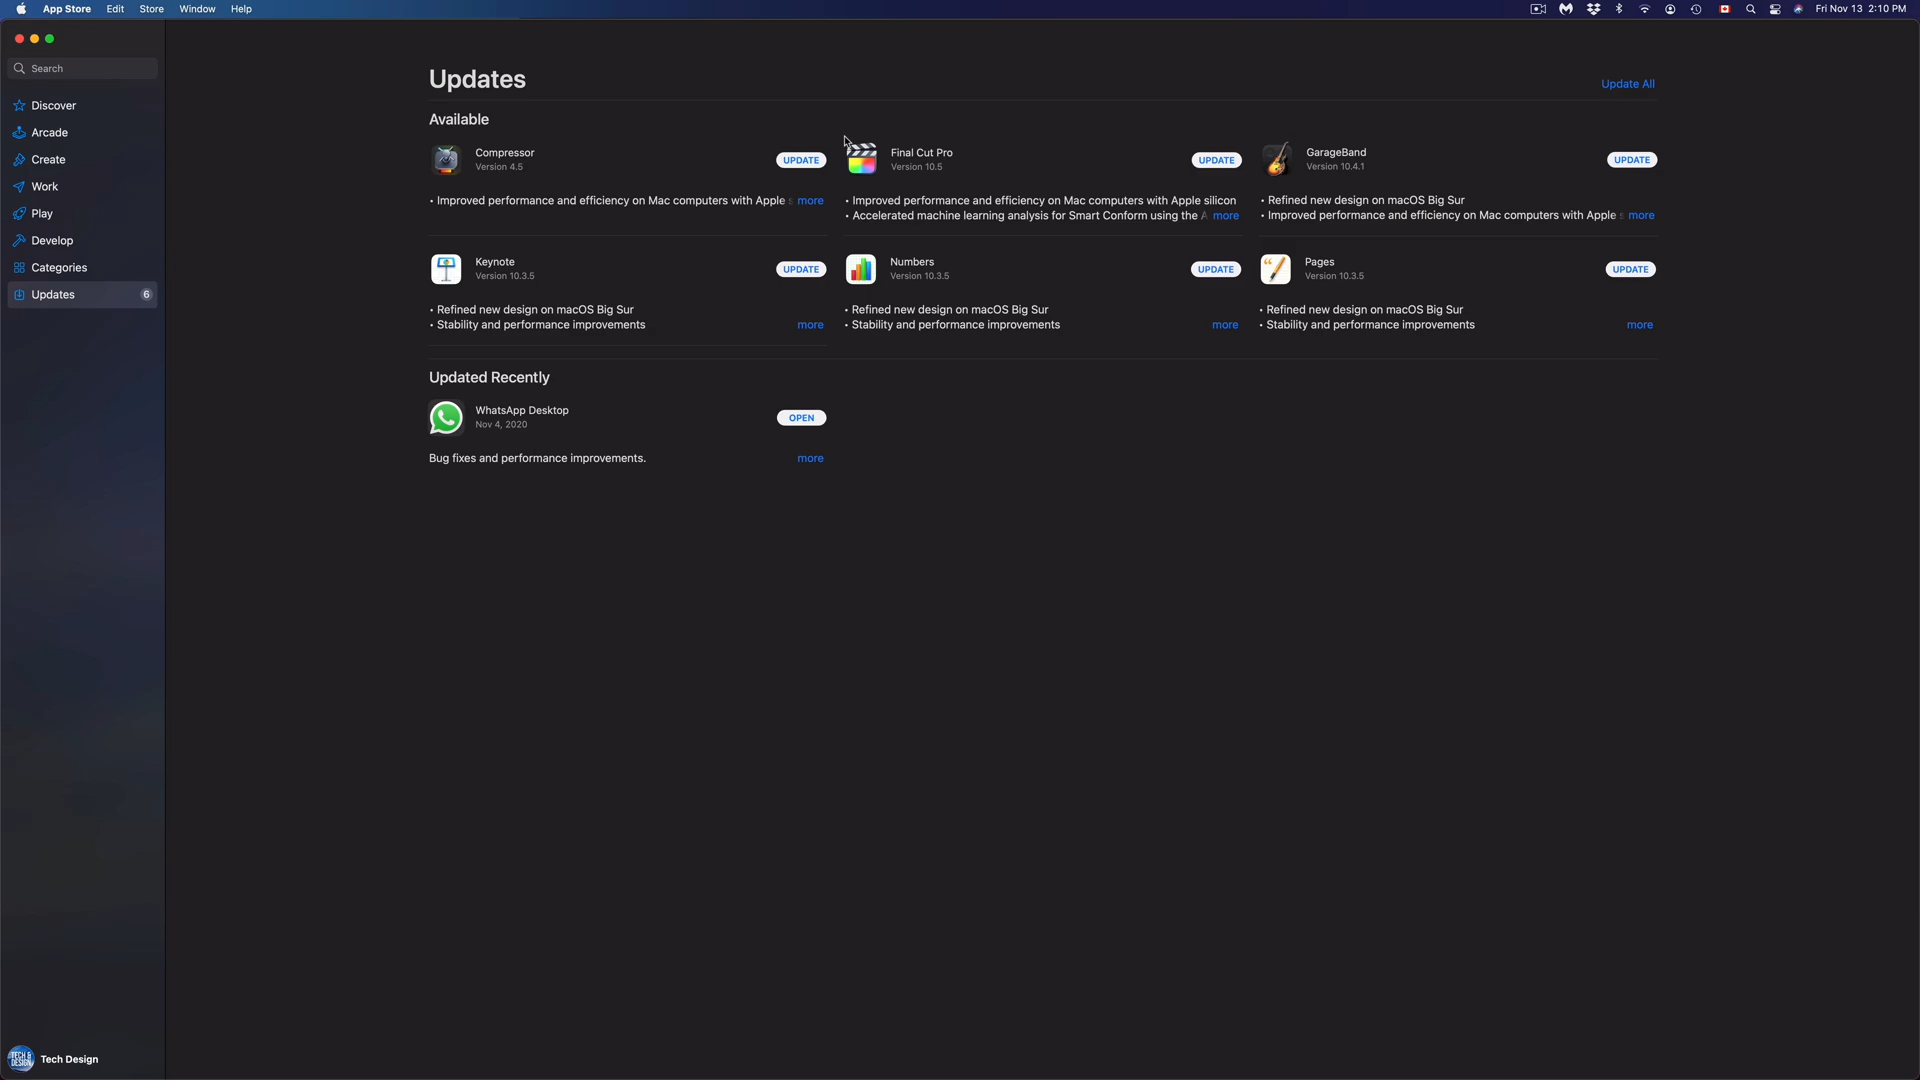 App Store Edit Store Window Help Fri Nov 13 2:10 PM
Search
Discover
Arcade
Create
Work
Play
Develop
Categories
Updates 6
Updates
Update All
Available
Compressor
Version 4.5
UPDATE
• Improved performance and efficiency on Mac computers with Apple s more
Final Cut Pro
Version 10.5
UPDATE
• Improved performance and efficiency on Mac computers with Apple silicon
• Accelerated machine learning analysis for Smart Conform using the A more
GarageBand
Version 10.4.1
UPDATE
• Refined new design on macOS Big Sur
• Improved performance and efficiency on Mac computers with Apple s more
Keynote
Version 10.3.5
UPDATE
• Refined new design on macOS Big Sur
• Stability and performance improvements more
Numbers
Version 10.3.5
UPDATE
• Refined new design on macOS Big Sur
• Stability and performance improvements more
Pages
Version 10.3.5
UPDATE
• Refined new design on macOS Big Sur
• Stability and performance improvements more
Updated Recently
WhatsApp Desktop
Nov 4, 2020
OPEN
Bug fixes and performance improvements. more
TECH &
DESIGN
Tech Design